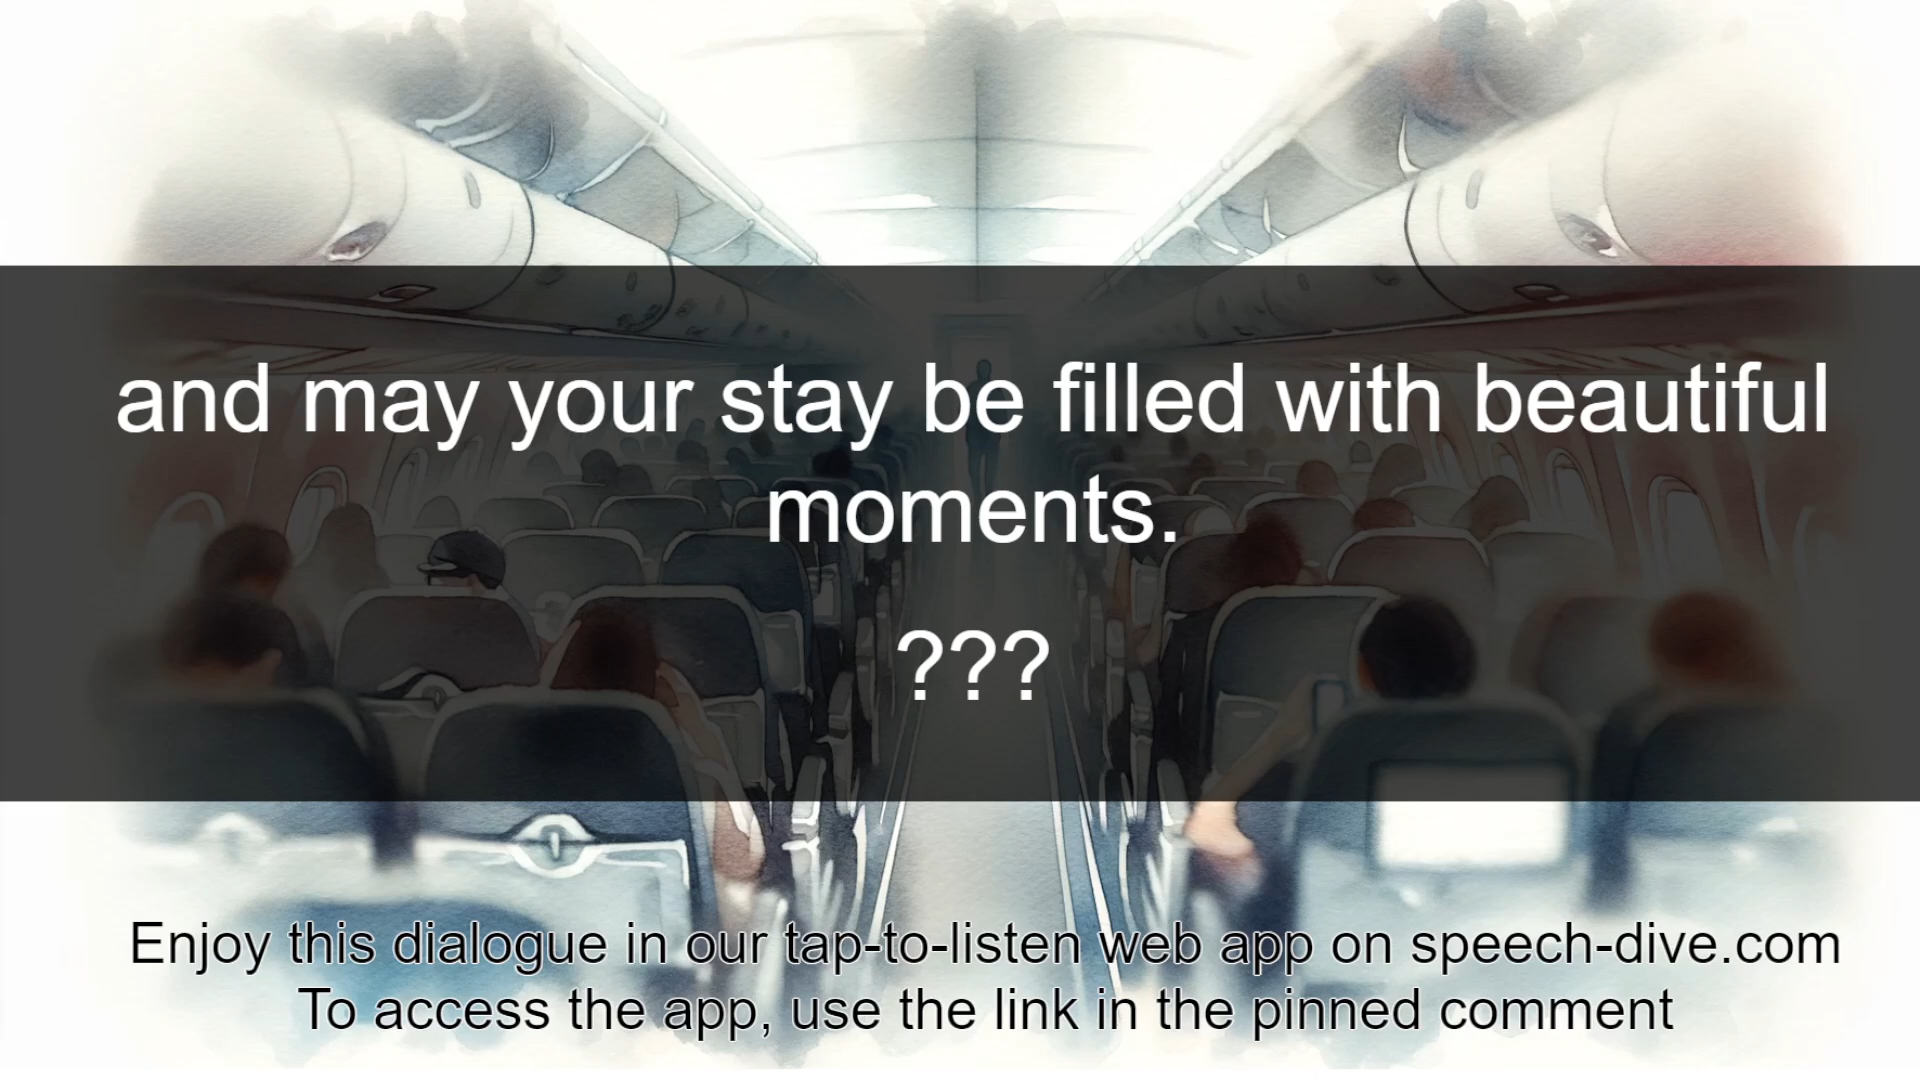 and may your stay be filled with beautiful
moments.
???
Enjoy this dialogue in our tap-to-listen web app on speech-dive.com
To access the app, use the link in the pinned comment